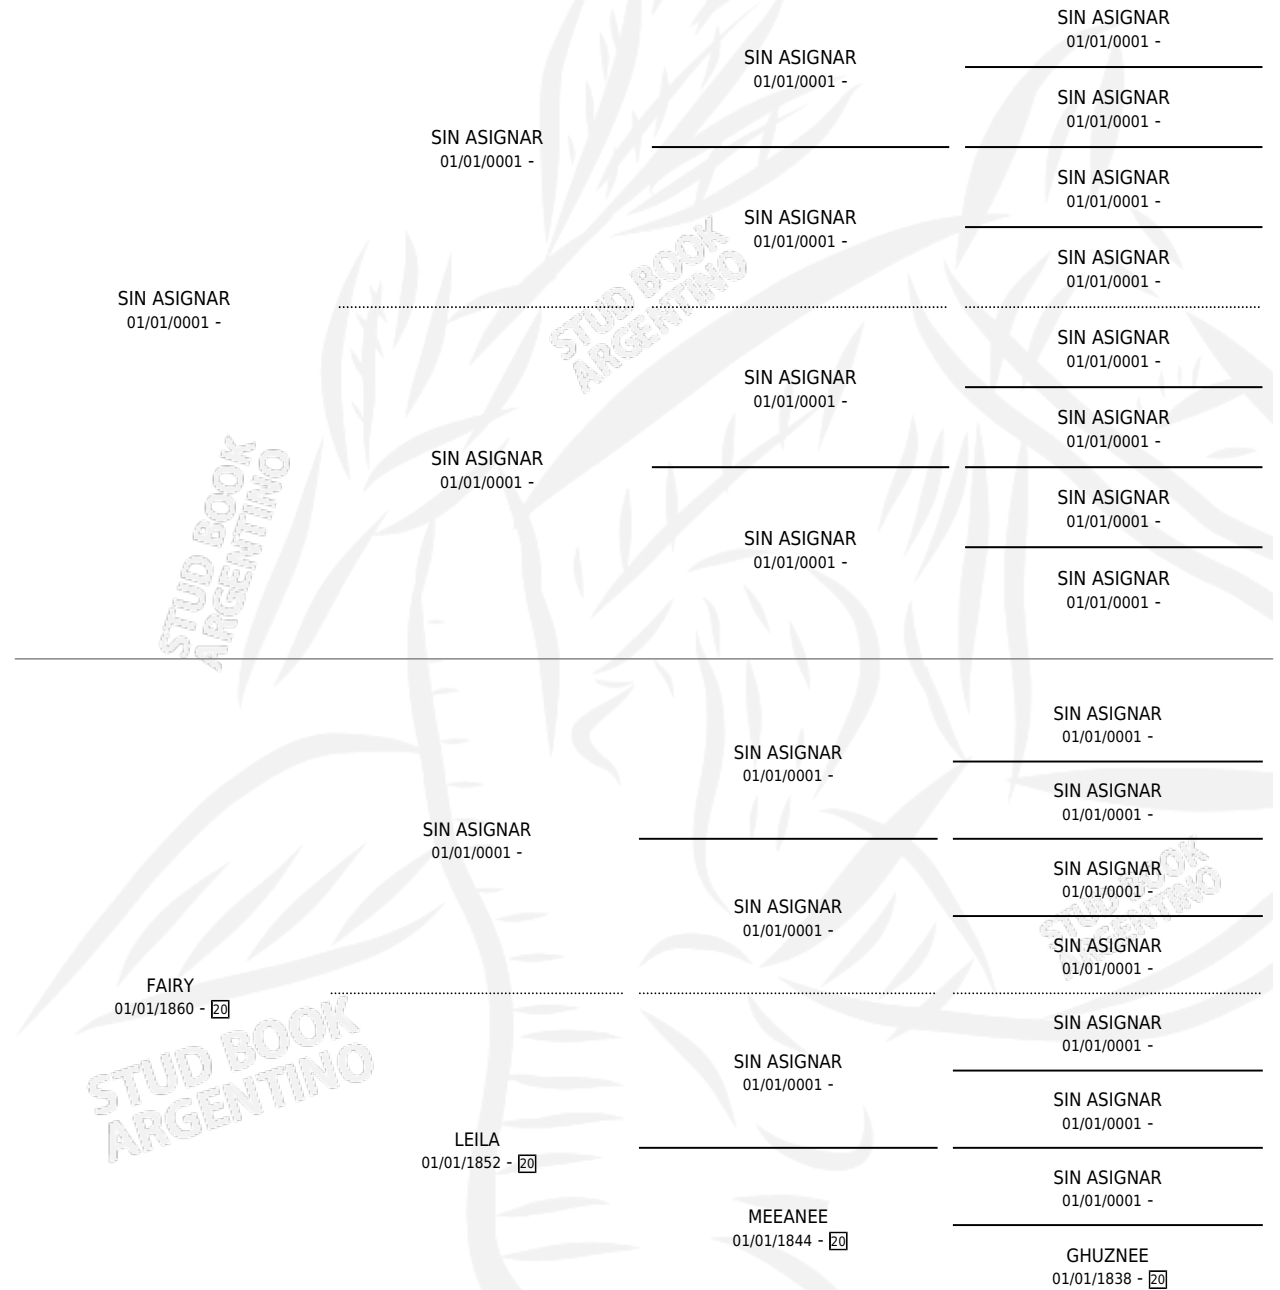 SIN ASIGNAR
01/01/0001 -
SIN ASIGNAR
01/01/0001 -
SIN ASIGNAR
01/01/0001 -
SIN ASIGNAR
01/01/0001 -
SIN ASIGNAR
01/01/0001 -
SIN ASIGNAR
01/01/0001 -
SIN ASIGNAR
01/01/0001 -
SIN ASIGNAR
01/01/0001 -
STUD BOOK
ARGENTINO
SIN ASIGNAR
01/01/0001 -
SIN ASIGNAR
01/01/0001 -
SIN ASIGNAR
01/01/0001 -
SIN ASIGNAR
01/01/0001 -
SIN ASIGNAR
01/01/0001 -
STUD BOOK
ARGENTINO
SIN ASIGNAR
01/01/0001 -
SIN ASIGNAR
01/01/0001 -
SIN ASIGNAR
01/01/0001 -
SIN ASIGNAR
01/01/0001 -
SIN ASIGNAR
01/01/0001 -
SIN ASIGNAR
01/01/0001 -
SIN ASIGNAR
01/01/0001 -
SIN ASIGNAR
01/01/0001 -
STUD BOOK
ARGENTINO
SIN ASIGNAR
01/01/0001 -
SIN ASIGNAR
01/01/0001 -
SIN ASIGNAR
01/01/0001 -
FAIRY
01/01/1860 - 20
STUD BOOK
ARGENTINO
SIN ASIGNAR
01/01/0001 -
SIN ASIGNAR
01/01/0001 -
SIN ASIGNAR
01/01/0001 -
LEILA
01/01/1852 - 20
SIN ASIGNAR
01/01/0001 -
MEEANEE
01/01/1844 - 20
GHUZNEE
01/01/1838 - 20